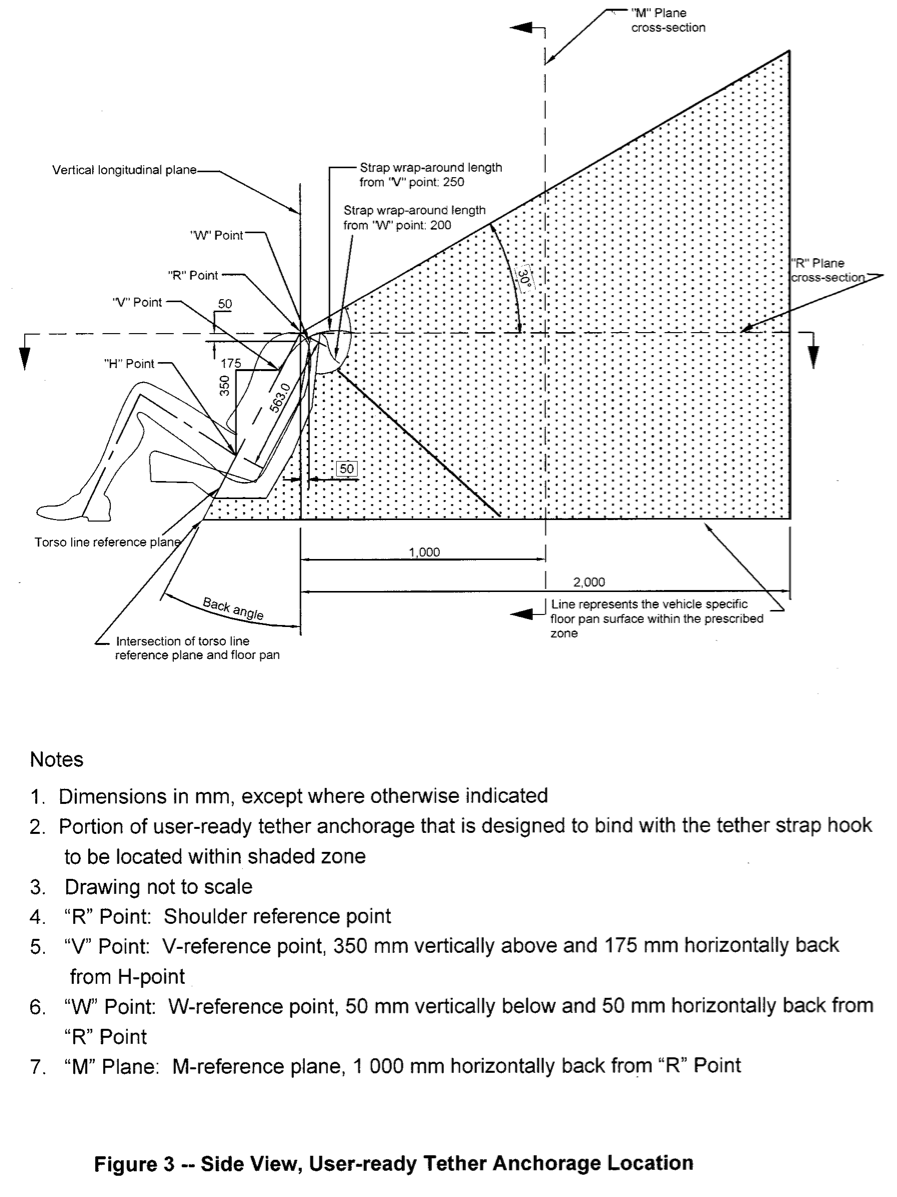 "M" Plane
cross-section
Vertical longitudinal plane
Strap wrap-around length
from "V" point: 250
Strap wrap-around length
from "W" point: 200
"W" Point
"R" Point
"V" Point
50
30°
"R" Plane
cross-section
"H" Point
175
350
563.0
50
Torso line reference plane
1,000
2,000
Back angle
Line represents the vehicle specific
floor pan surface within the prescribed
zone
Intersection of torso line
reference plane and floor pan
Notes
1. Dimensions in mm, except where otherwise indicated
2. Portion of user-ready tether anchorage that is designed to bind with the tether strap hook
to be located within shaded zone
3. Drawing not to scale
4. “R” Point: Shoulder reference point
5. “V” Point: V-reference point, 350 mm vertically above and 175 mm horizontally back
from H-point
6. “W” Point: W-reference point, 50 mm vertically below and 50 mm horizontally back from
“R” Point
7. “M” Plane: M-reference plane, 1 000 mm horizontally back from “R” Point
Figure 3 -- Side View, User-ready Tether Anchorage Location